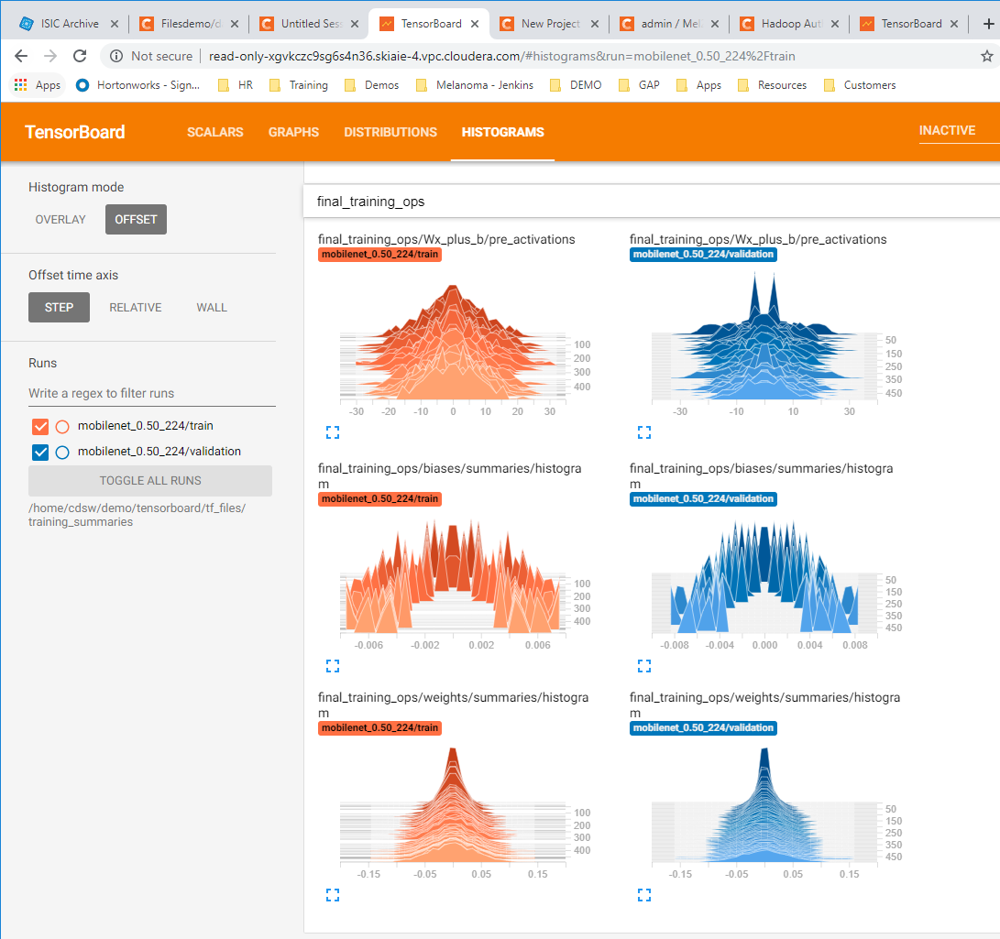 ISIC Archive
Filesdemo/d
Untitled Sess
TensorBoard
New Project
admin / Mel
Hadoop Aut
TensorBoard
Not secure read-only-xgvkczc9sg6s4n36.skiaie-4.vpc.cloudera.com/#histograms&run=mobilenet_0.50_224%2Ftrain
Apps Hortonworks - Sign... HR Training Demos Melanoma - Jenkins DEMO GAP Apps Resources Customers
TensorBoard SCALARS GRAPHS DISTRIBUTIONS HISTOGRAMS INACTIVE
Histogram mode
OVERLAY OFFSET
Offset time axis
STEP RELATIVE WALL
Runs
Write a regex to filter runs
mobilenet_0.50_224/train
mobilenet_0.50_224/validation
TOGGLE ALL RUNS
/home/cdsw/demo/tensorboard/tf_files/
training_summaries
final_training_ops
final_training_ops/Wx_plus_b/pre_activations
mobilenet_0.50_224/train
100
200
300
400
-30 -20 -10 0 10 20 30
final_training_ops/Wx_plus_b/pre_activations
mobilenet_0.50_224/validation
50
150
250
350
450
-30 -10 10 30
final_training_ops/biases/summaries/histogra
m
mobilenet_0.50_224/train
100
200
300
400
-0.006 -0.002 0.002 0.006
final_training_ops/biases/summaries/histogra
m
mobilenet_0.50_224/validation
50
150
250
350
450
-0.008 -0.004 0.000 0.004 0.008
final_training_ops/weights/summaries/histogra
m
mobilenet_0.50_224/train
100
200
300
400
-0.15 -0.05 0.05 0.15
final_training_ops/weights/summaries/histogra
m
mobilenet_0.50_224/validation
50
150
250
350
450
-0.15 -0.05 0.05 0.15